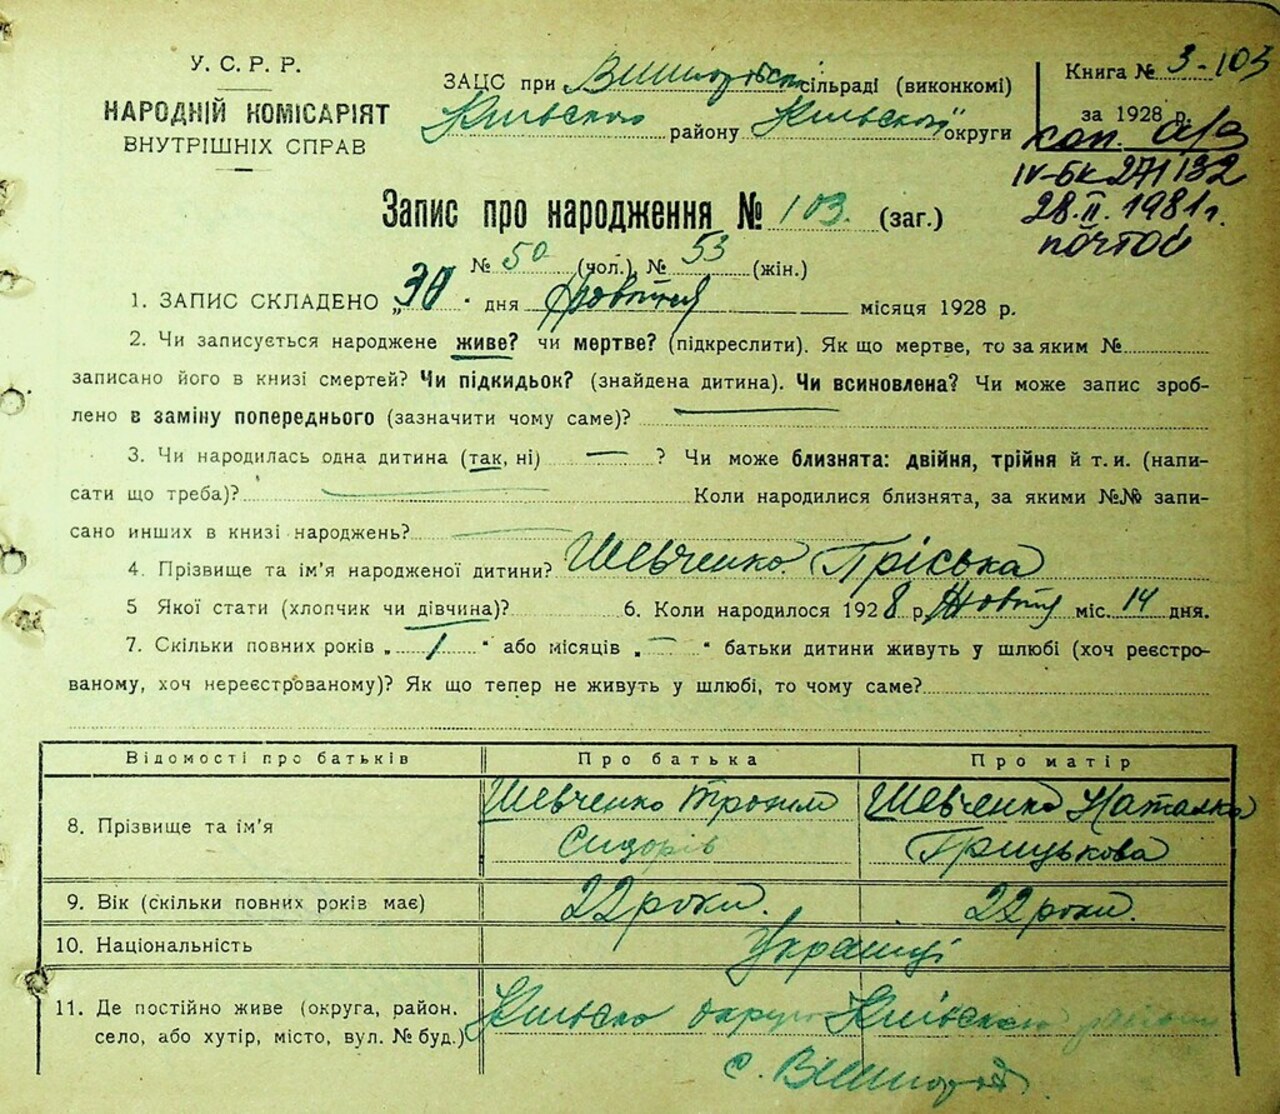 У. С. Р. Р.
НАРОДНІЙ КОМІСАРІЯТ
ВНУТРІШНІХ СПРАВ
ЗАЦС при Вишгородські сільраді (виконкомі)
Київського району Київської округи
Книга № 3-103
за 1928 р.
IV-БК 271132
28.II.1981г.
почтой
Запис про народження № 103. (заг.)
№ 50 (чол.), № 53 (жін.)
1. ЗАПИС СКЛАДЕНО „30" дня Жовтня місяця 1928 р.
2. Чи записується народжене живе? чи мертве? (підкреслити). Як що мертве, то за яким №
записано його в книзі смертей? Чи підкидьок? (знайдена дитина). Чи всиновлена? Чи може запис зроб-
лено в заміну попереднього (зазначити чому саме)? —
3. Чи народилась одна дитина (так, ні) — ? Чи може близнята: двійня, трійня й т. и. (напи-
сати що треба)? — Коли народилися близнята, за якими №№ запи-
сано инших в книзі народжень? —
4. Прізвище та ім'я народженої дитини? Шевченко Пріська
5 Якої стати (хлопчик чи дівчина)? 6. Коли народилося 1928 р. Жовтн міс. 14 дня.
7. Скільки повних років „ 1 " або місяців „ — " батьки дитини живуть у шлюбі (хоч реєстро-
ваному, хоч нереєстрованому)? Як що тепер не живуть у шлюбі, то чому саме?
Відомості про батьків Про батька Про матір
8. Прізвище та ім'я Шевченко Трохим Сидорів Шевченко Наталка Грицькова
9. Вік (скільки повних років має) 22 роки. 22 роки.
10. Національність Українці
11. Де постійно живе (округа, район. Київська округа Київського району
село, або хутір, місто, вул. № буд.) с. Вишгород